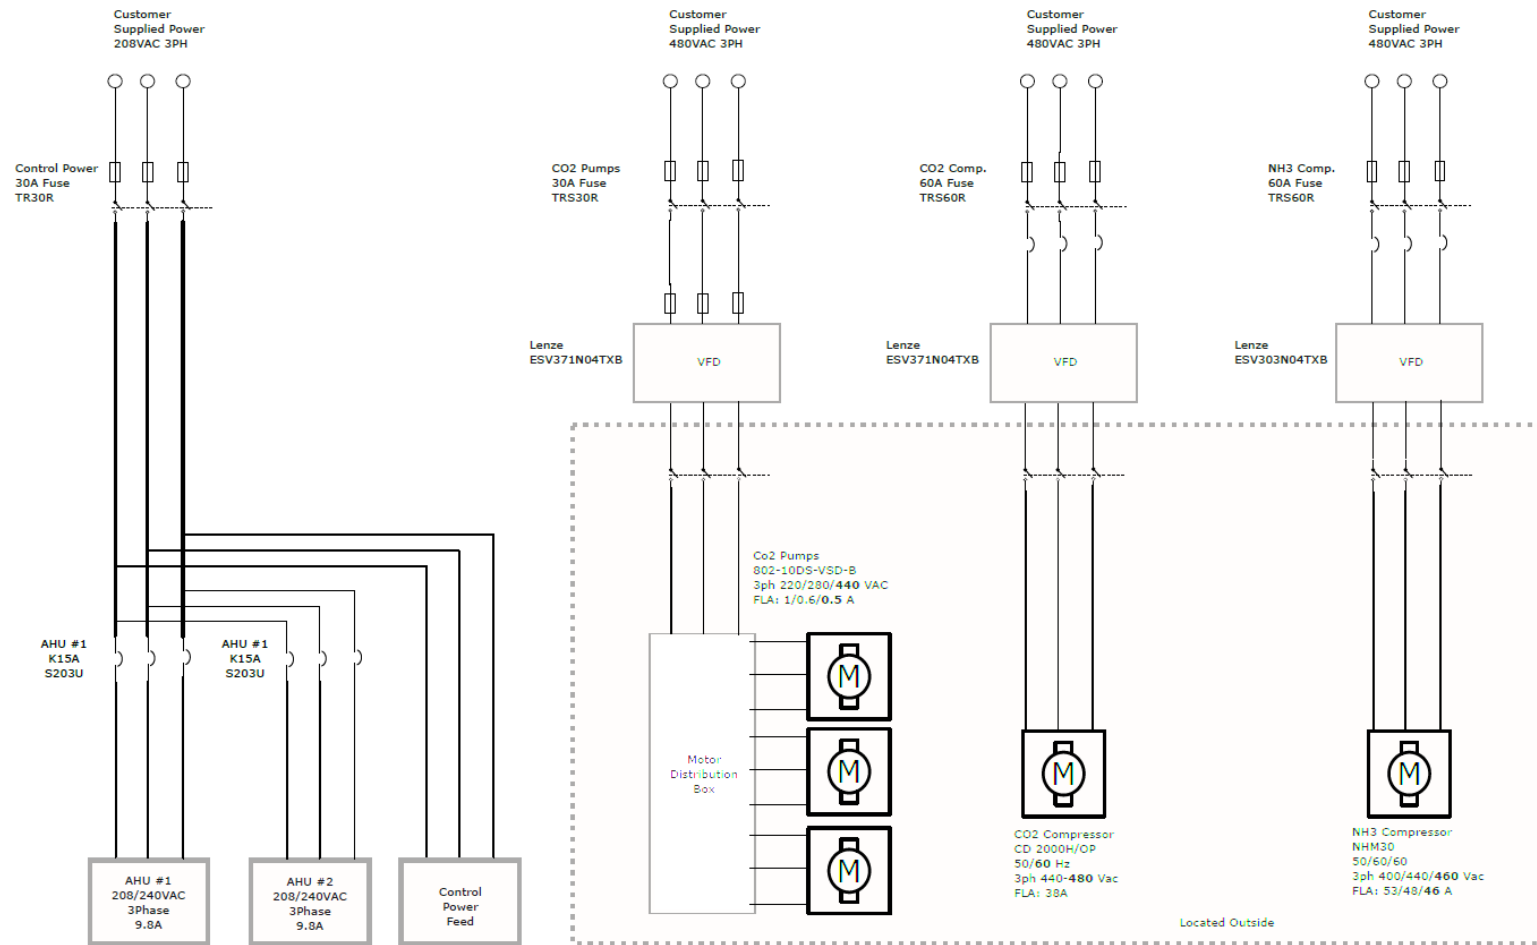 Customer
Supplied Power
208VAC 3PH
Customer
Supplied Power
480VAC 3PH
Customer
Supplied Power
480VAC 3PH
Customer
Supplied Power
480VAC 3PH
Control Power
30A Fuse
TR30R
CO2 Pumps
30A Fuse
TRS30R
CO2 Comp.
60A Fuse
TRS60R
NH3 Comp.
60A Fuse
TRS60R
Lenze
ESV371N04TXB
VFD
Lenze
ESV371N04TXB
VFD
Lenze
ESV303N04TXB
VFD
Co2 Pumps
802-10DS-VSD-B
3ph 220/280/440 VAC
FLA: 1/0.6/0.5 A
AHU #1
K15A
S203U
AHU #1
K15A
S203U
Motor
Distribution
Box
M
M
M
M
M
CO2 Compressor
CD 2000H/OP
50/60 Hz
3ph 440-480 Vac
FLA: 38A
NH3 Compressor
NHM30
50/60/60
3ph 400/440/460 Vac
FLA: 53/48/46 A
AHU #1
208/240VAC
3Phase
9.8A
AHU #2
208/240VAC
3Phase
9.8A
Control
Power
Feed
Located Outside